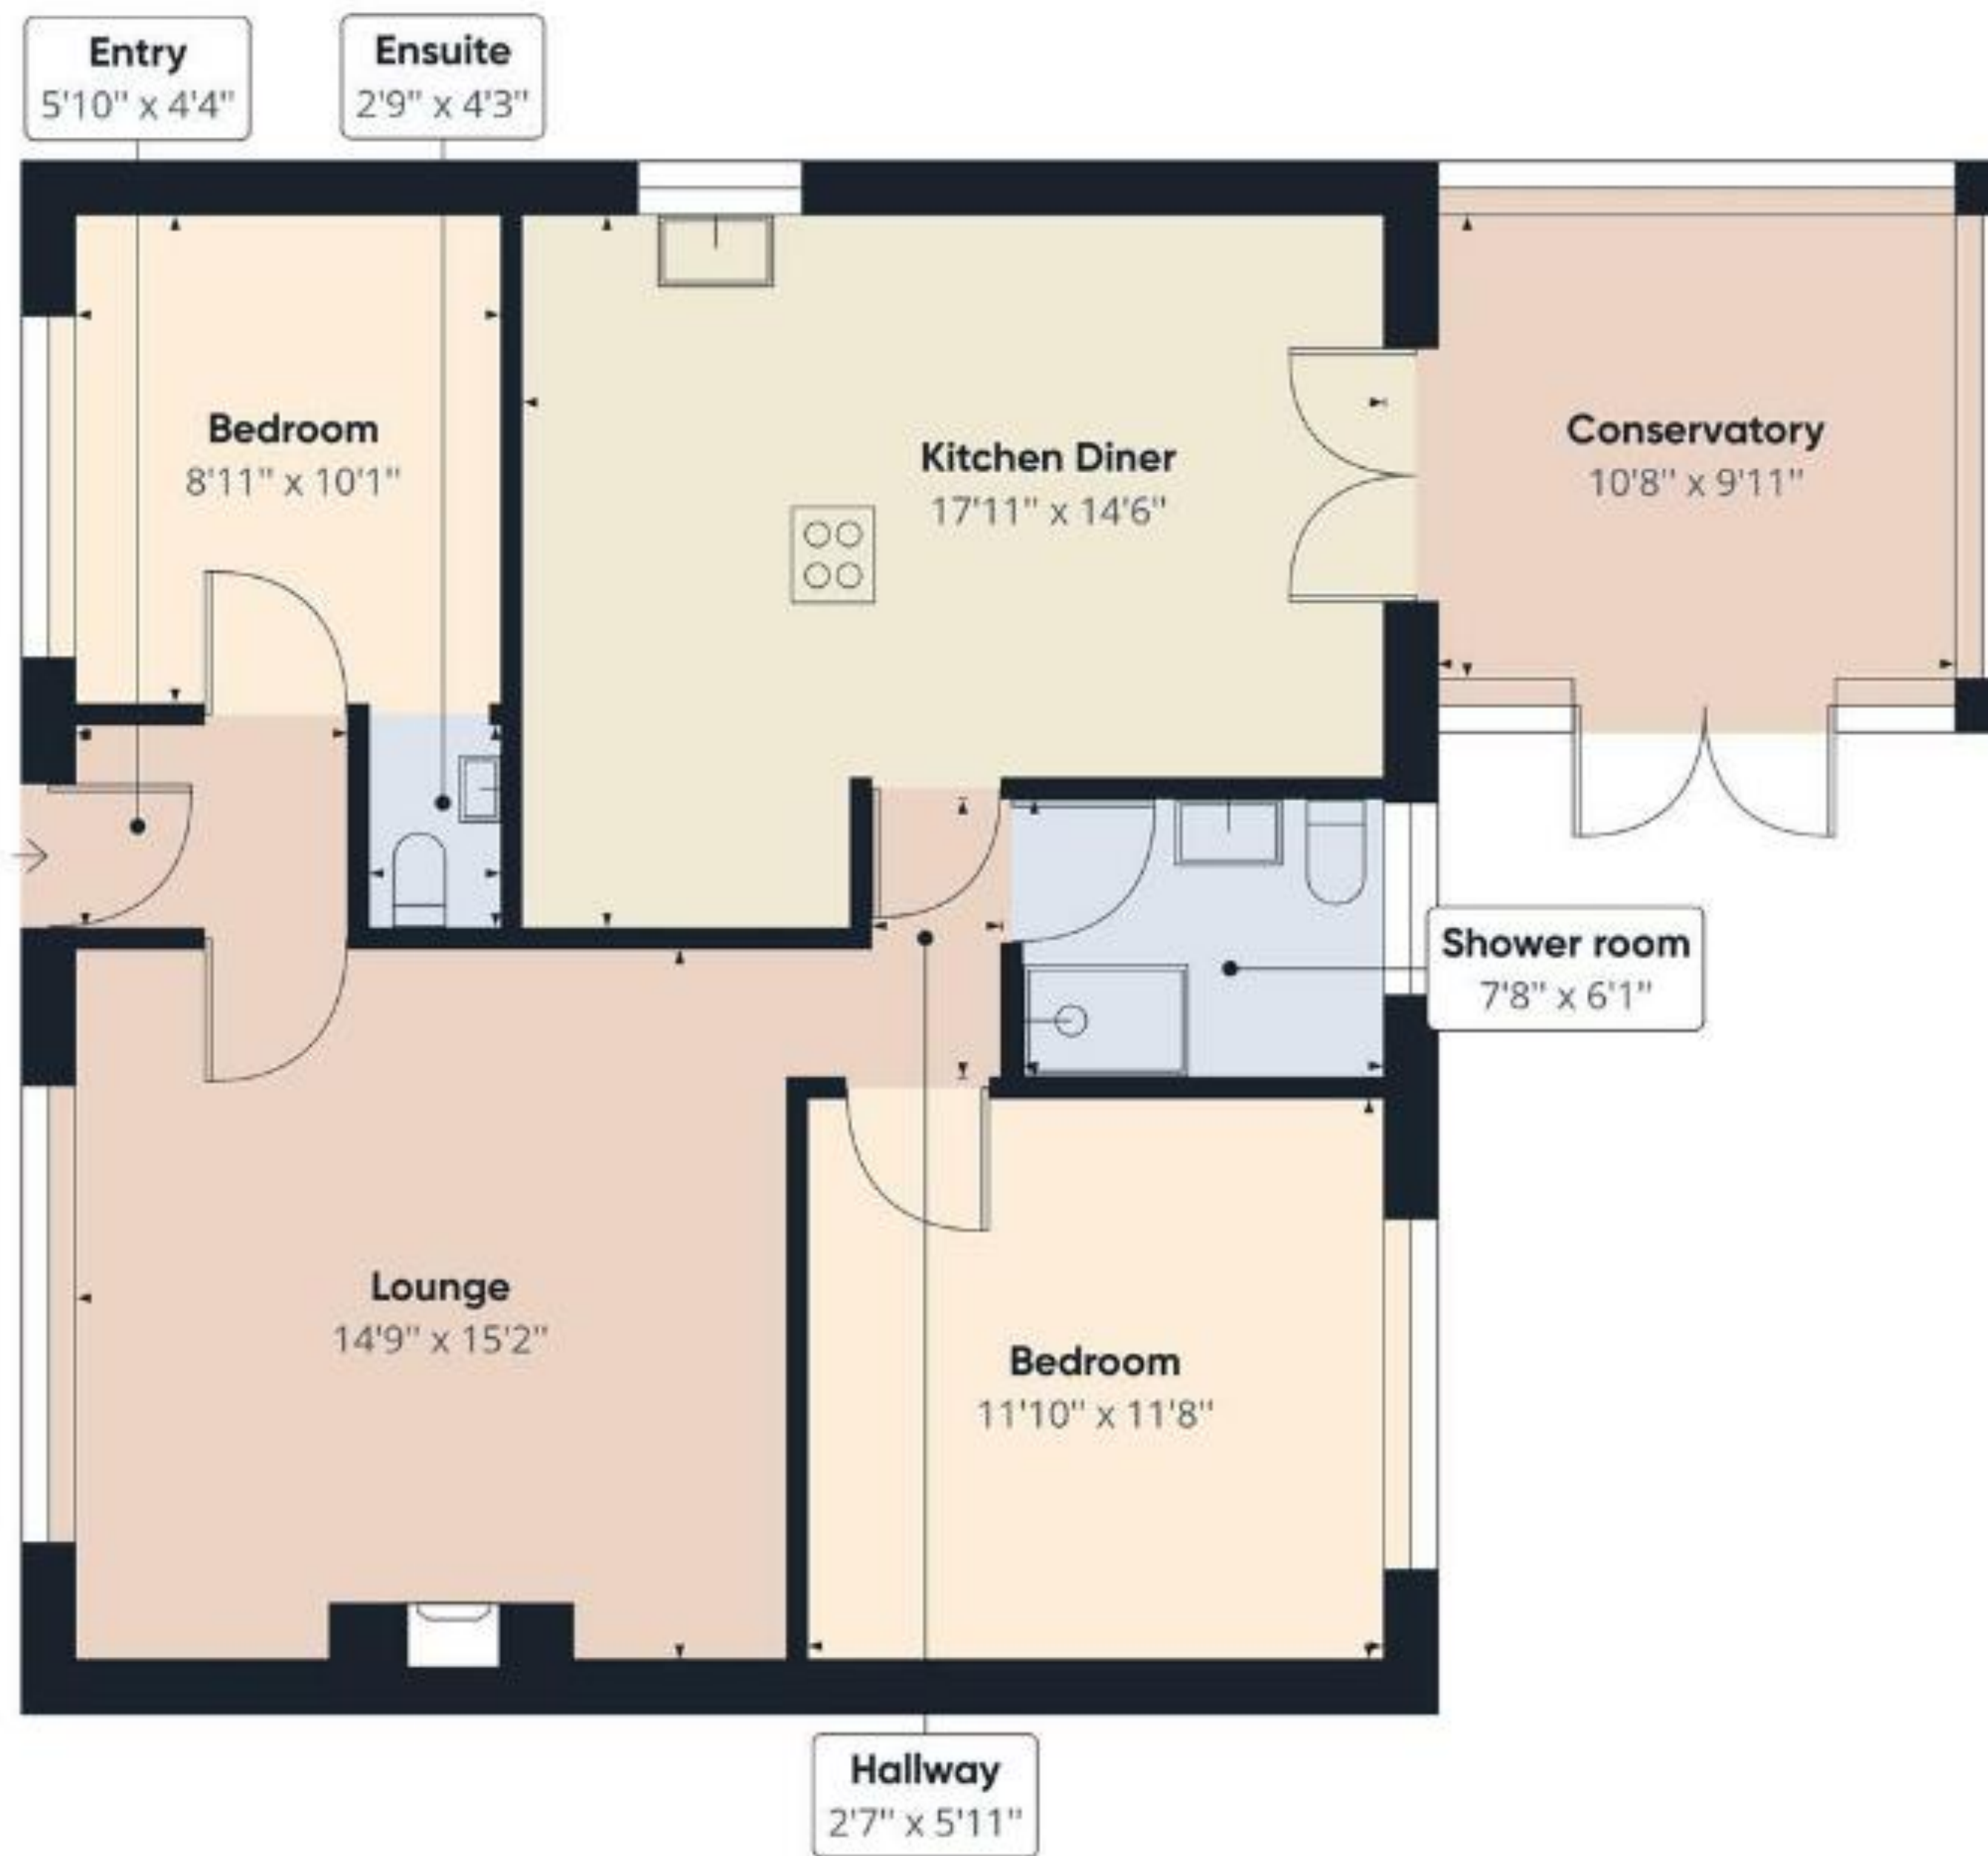 Entry
5'10" x 4'4"
Ensuite
2'9" x 4'3"
Bedroom
8'11" x 10'1"
Kitchen Diner
17'11" x 14'6"
Conservatory
10'8" x 9'11"
Shower room
7'8" x 6'1"
Lounge
14'9" x 15'2"
Bedroom
11'10" x 11'8"
Hallway
2'7" x 5'11"